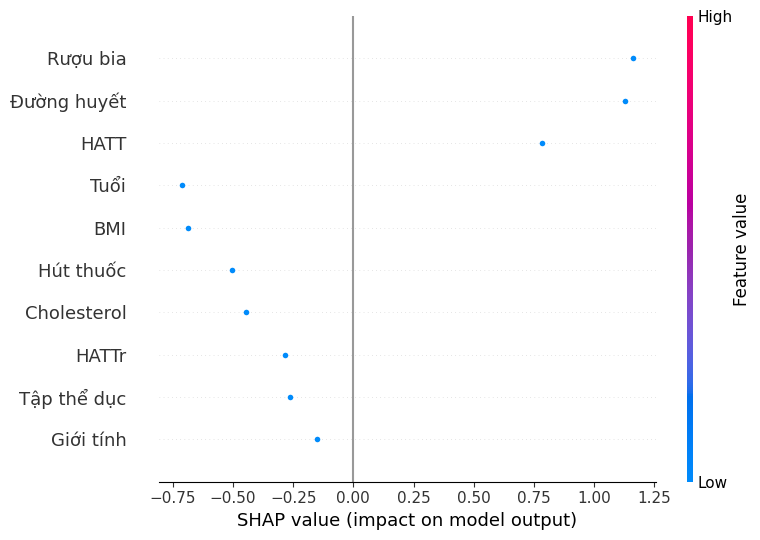 High
Rượu bia
Đường huyết
HATT
Tuổi
BMI
Hút thuốc
Cholesterol
HATTr
Tập thể dục
Giới tính
Feature value
Low
−0.75 −0.50 −0.25 0.00 0.25 0.50 0.75 1.00 1.25
SHAP value (impact on model output)